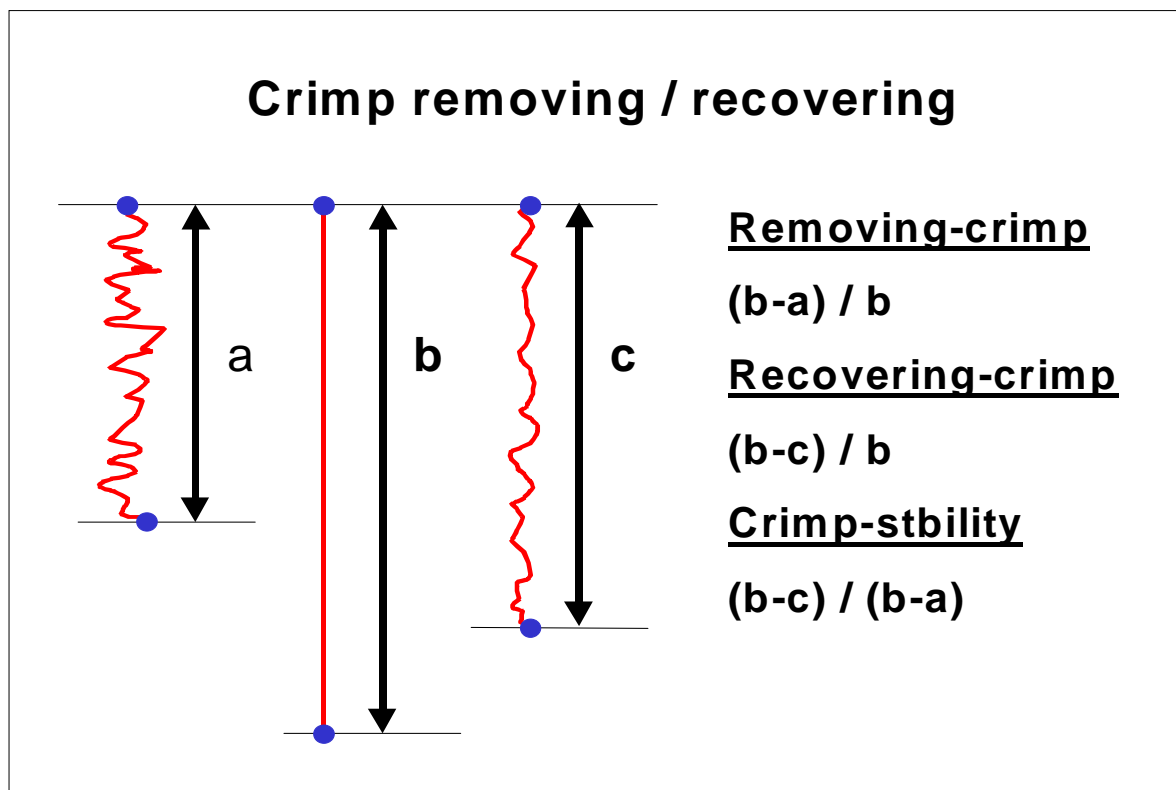 Crimp removing / recovering
a
b
c
Removing-crimp
(b-a) / b
Recovering-crimp
(b-c) / b
Crimp-stbility
(b-c) / (b-a)